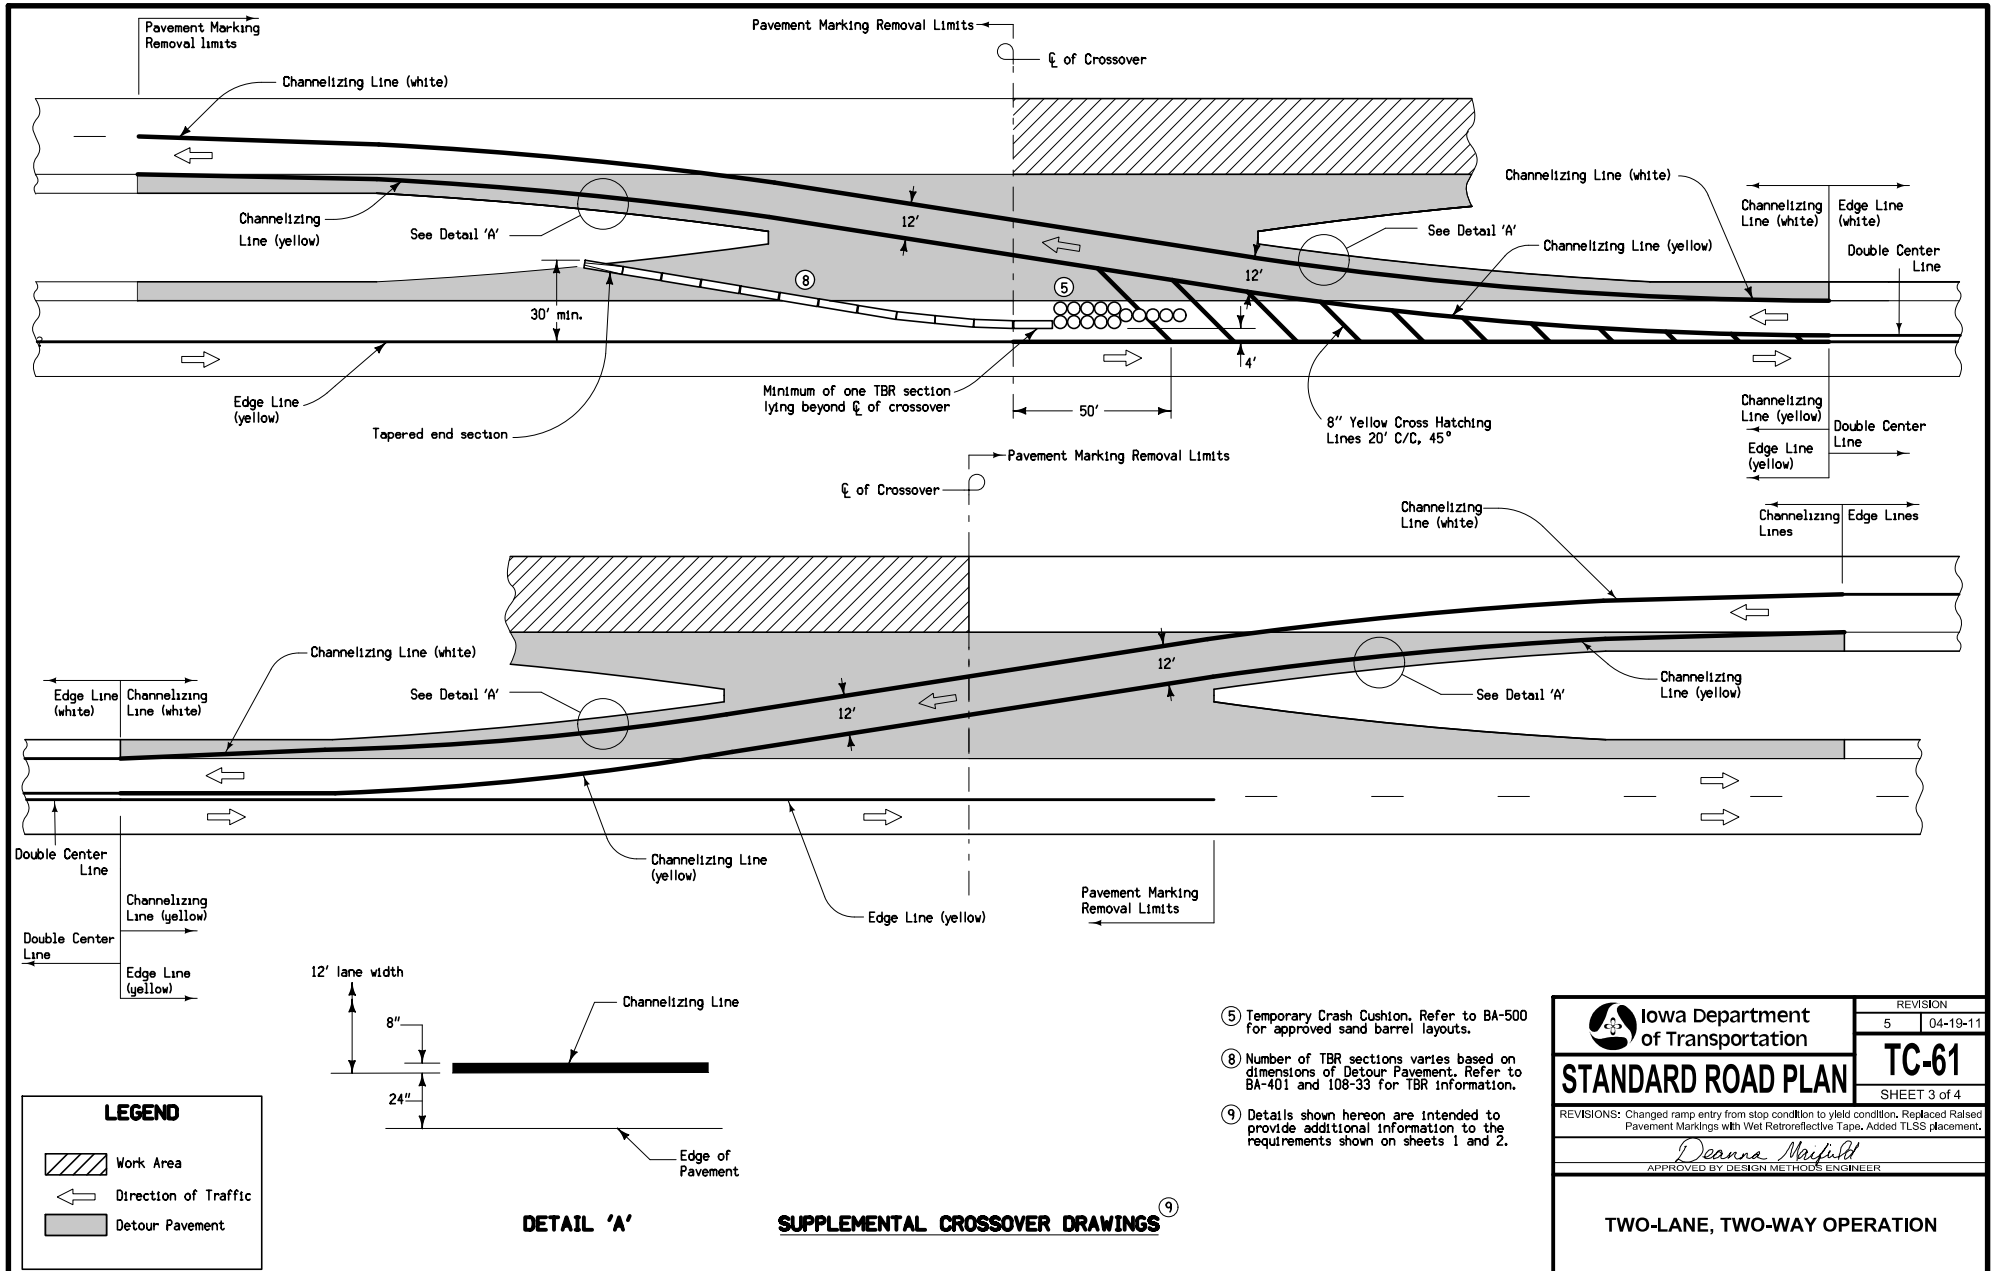 Pavement Marking
Removal limits
Pavement Marking Removal Limits
℄ of Crossover
Channelizing Line (white)
Channelizing
Line (yellow)
See Detail 'A'
12'
8
5
30' min.
Edge Line
(yellow)
Tapered end section
Minimum of one TBR section
lying beyond ℄ of crossover
50'
4'
12'
Channelizing Line (white)
See Detail 'A'
Channelizing Line (yellow)
Channelizing
Line (white)
Edge Line
(white)
Double Center
Line
8" Yellow Cross Hatching
Lines 20' C/C, 45°
Channelizing
Line (yellow)
Edge Line
(yellow)
Double Center
Line
Pavement Marking Removal Limits
℄ of Crossover
Channelizing
Line (white)
Channelizing
Lines
Edge Lines
Channelizing Line (white)
Edge Line
(white)
Channelizing
Line (white)
See Detail 'A'
12'
12'
See Detail 'A'
Channelizing
Line (yellow)
Double Center
Line
Channelizing
Line (yellow)
Double Center
Line
Edge Line
(yellow)
Channelizing Line
(yellow)
Edge Line (yellow)
Pavement Marking
Removal Limits
12' lane width
8"
24"
Channelizing Line
Edge of
Pavement
DETAIL 'A'
SUPPLEMENTAL CROSSOVER DRAWINGS 9
LEGEND
Work Area
Direction of Traffic
Detour Pavement
5 Temporary Crash Cushion. Refer to BA-500
for approved sand barrel layouts.
8 Number of TBR sections varies based on
dimensions of Detour Pavement. Refer to
BA-401 and 108-33 for TBR information.
9 Details shown hereon are intended to
provide additional information to the
requirements shown on sheets 1 and 2.
Iowa Department
of Transportation
REVISION
5 04-19-11
STANDARD ROAD PLAN
TC-61
SHEET 3 of 4
REVISIONS: Changed ramp entry from stop condition to yield condition. Replaced Raised
Pavement Markings with Wet Retroreflective Tape. Added TLSS placement.
Deanna Maifield
APPROVED BY DESIGN METHODS ENGINEER
TWO-LANE, TWO-WAY OPERATION